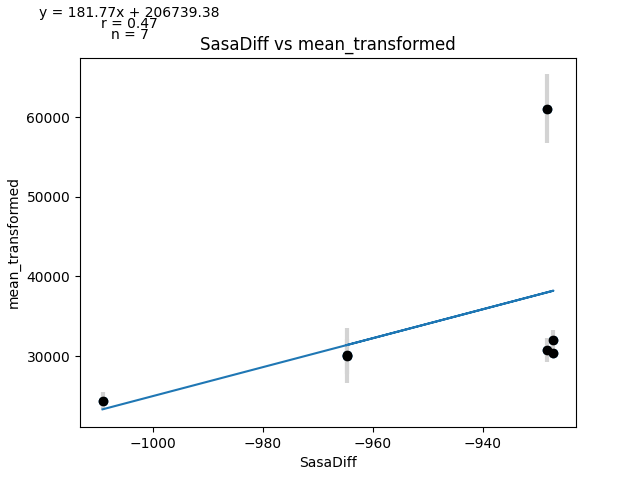 y = 181.77x + 206739.38
r = 0.47
n = 7
SasaDiff vs mean_transformed
60000
50000
40000
30000
mean_transformed
−1000
−980
−960
−940
SasaDiff